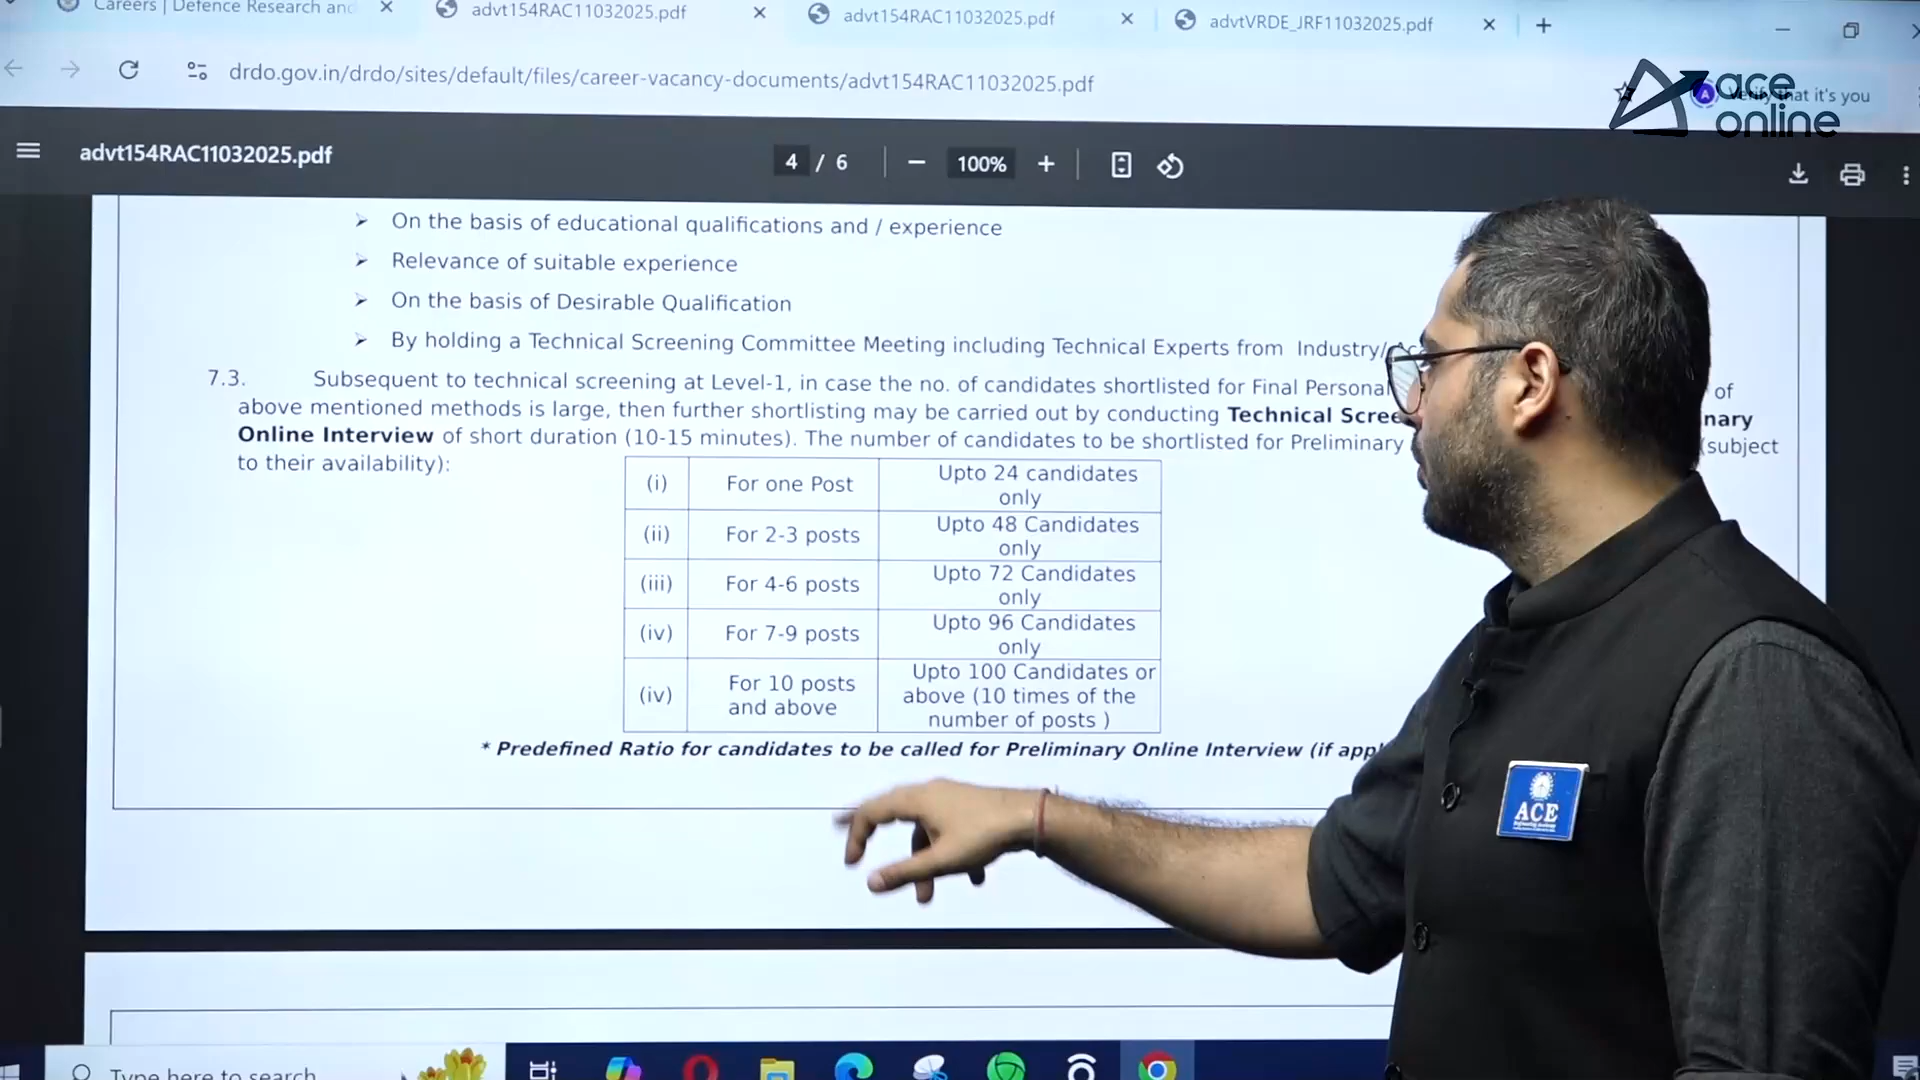 Careers | Defence Research and
advt154RAC11032025.pdf
advt154RAC11032025.pdf
advtVRDE_JRF11032025.pdf
drdo.gov.in/drdo/sites/default/files/career-vacancy-documents/advt154RAC11032025.pdf
Verify that it's you
ace
online
advt154RAC11032025.pdf
4 / 6
100%
➢ On the basis of educational qualifications and / experience
➢ Relevance of suitable experience
➢ On the basis of Desirable Qualification
➢ By holding a Technical Screening Committee Meeting including Technical Experts from Industry/
7.3. Subsequent to technical screening at Level-1, in case the no. of candidates shortlisted for Final Personal of
above mentioned methods is large, then further shortlisting may be carried out by conducting Technical
Online Interview of short duration (10-15 minutes). The number of candidates to be shortlisted for Preliminary (subject
to their availability):
(i) For one Post Upto 24 candidates
only
(ii) For 2-3 posts Upto 48 Candidates
only
(iii) For 4-6 posts Upto 72 Candidates
only
(iv) For 7-9 posts Upto 96 Candidates
only
(iv) For 10 posts
and above
Upto 100 Candidates or
above (10 times of the
number of posts )
* Predefined Ratio for candidates to be called for Preliminary Online Interview (if
ACE
Type here to search